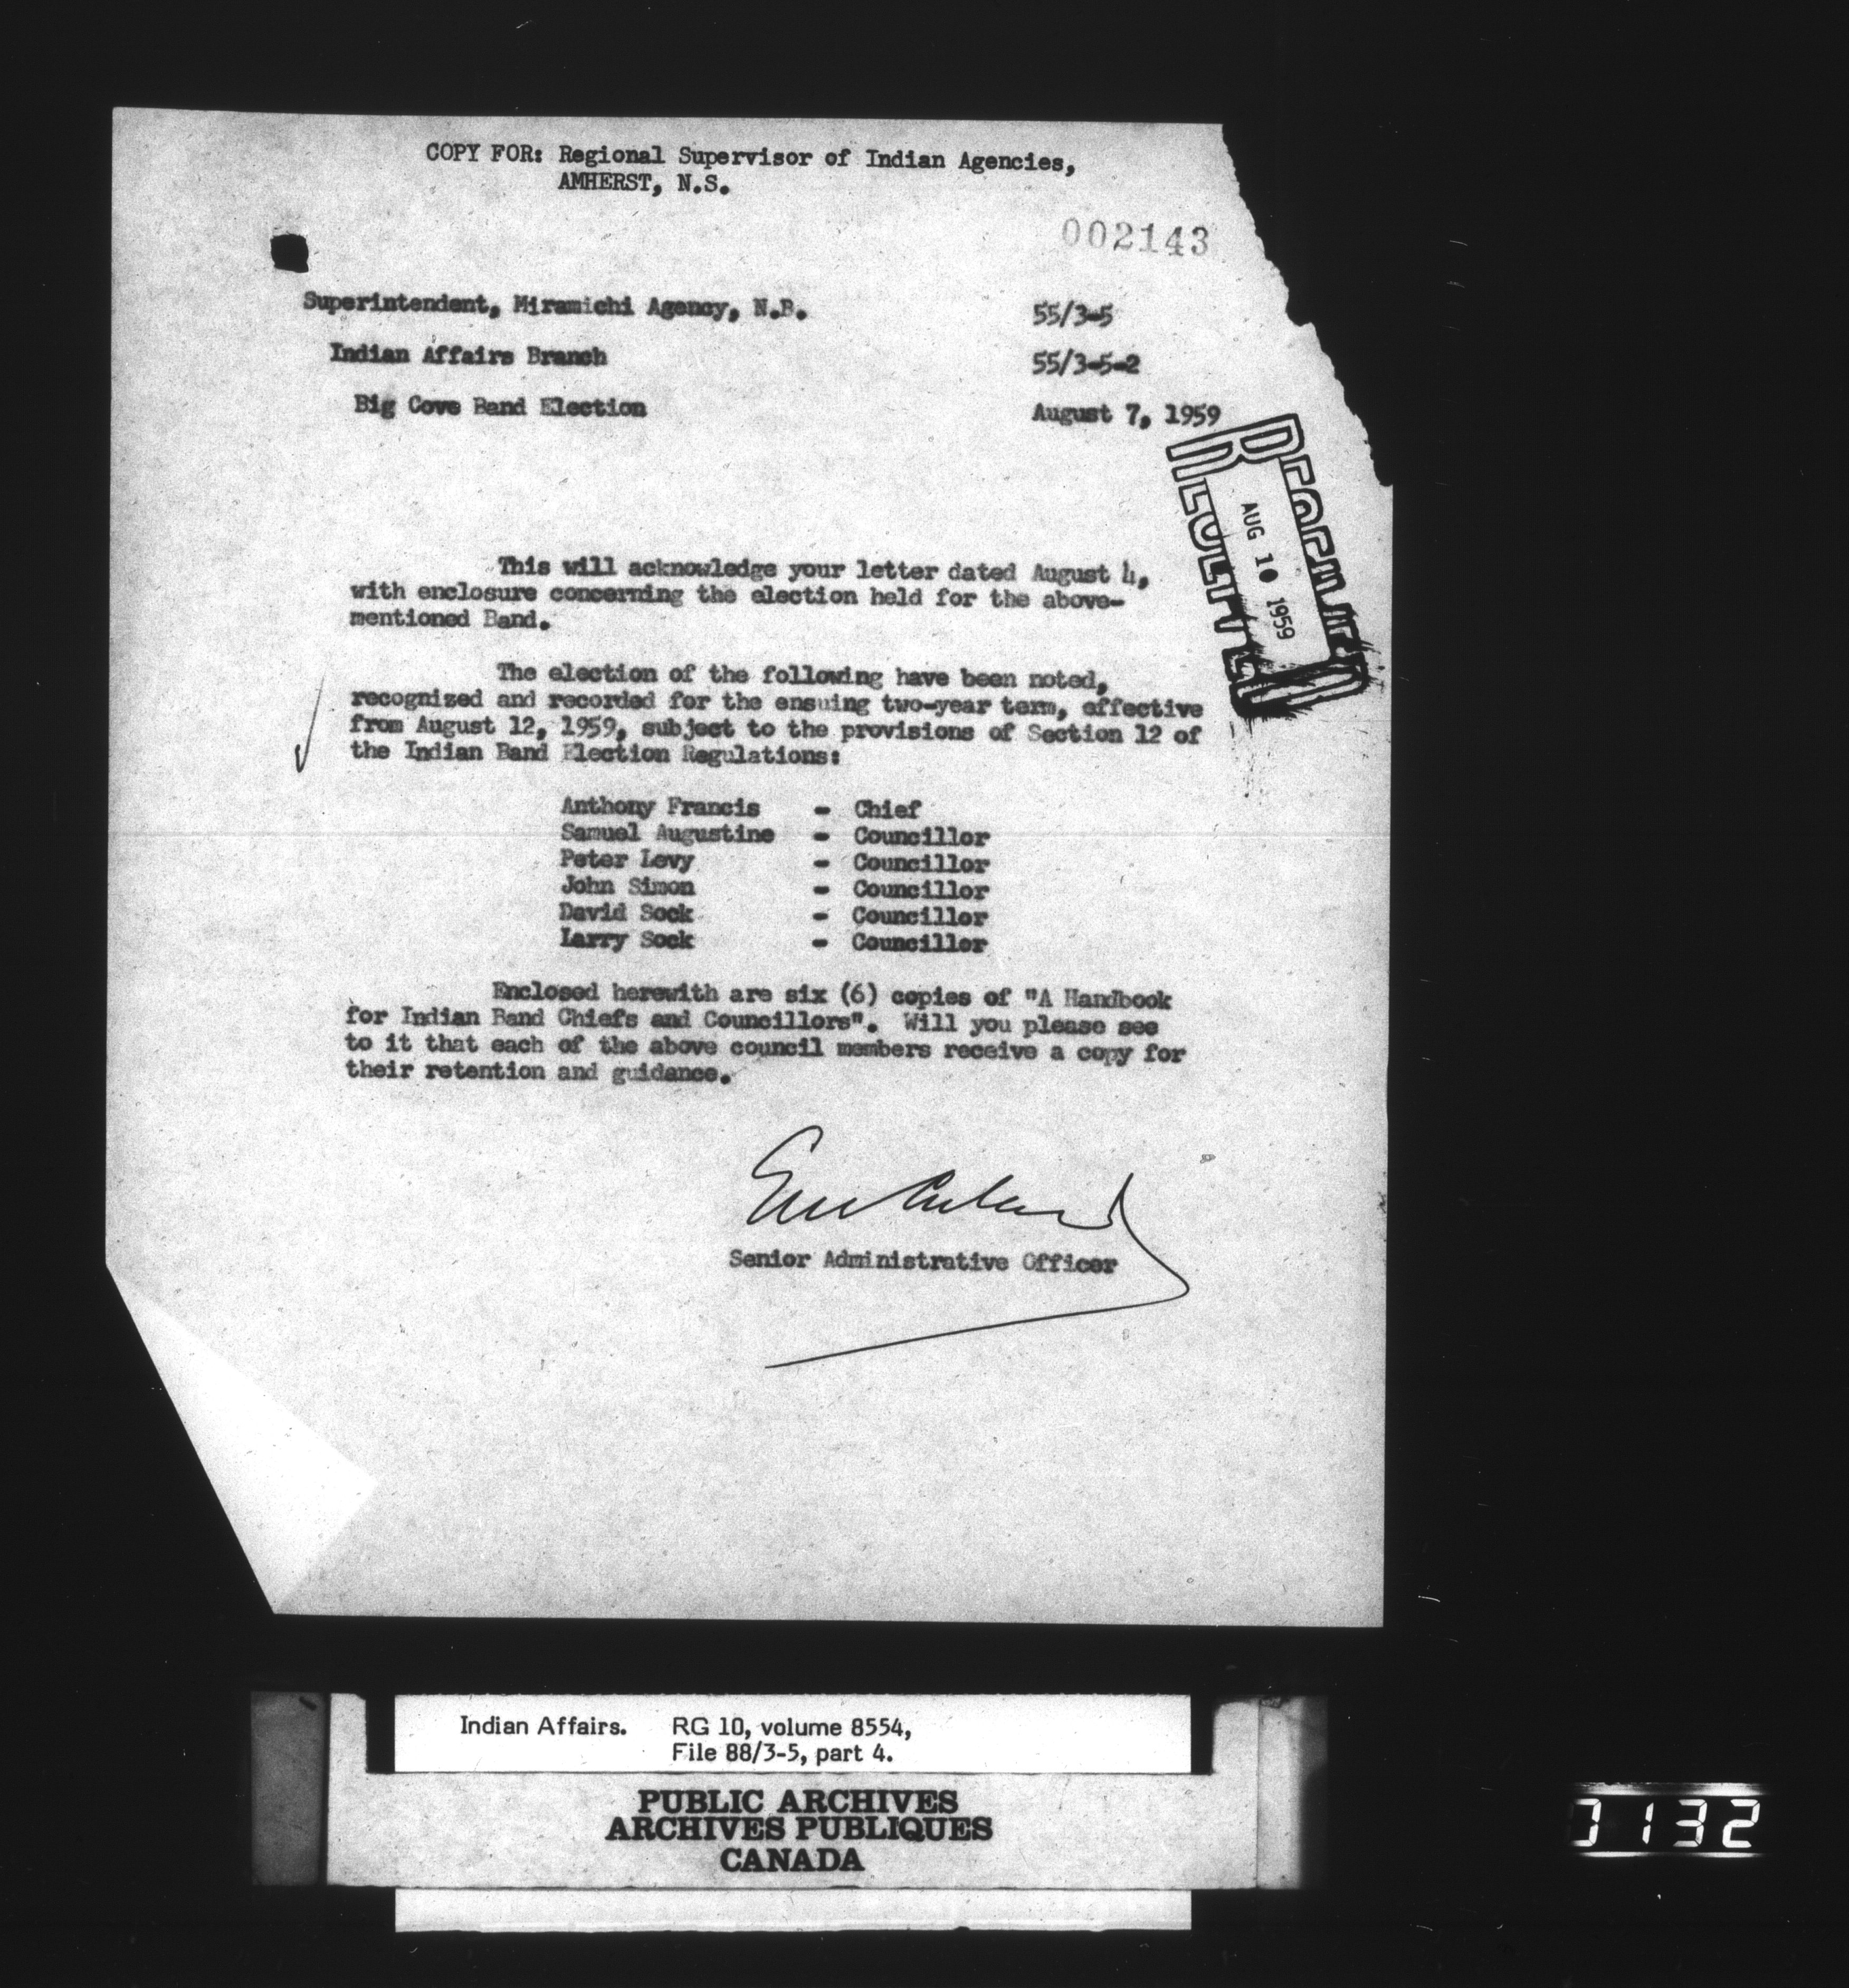 COPY FOR: Regional Supervisor of Indian Agencies,
AMHERST, N.S.
002143
Superintendent, Miramichi Agency, N.B.
55/3-5
Indian Affairs Branch
55/3-5-2
Big Cove Band Election
August 7, 1959
RECEIVED
AUG 10 1959
This will acknowledge your letter dated August 4,
with enclosure concerning the election held for the above-
mentioned Band.
The election of the following have been noted,
recognized and recorded for the ensuing two-year term, effective
from August 12, 1959, subject to the provisions of Section 12 of
the Indian Band Election Regulations:
Anthony Francis - Chief
Samuel Augustine - Councillor
Peter Levy - Councillor
John Simon - Councillor
David Sock - Councillor
Larry Sock - Councillor
Enclosed herewith are six (6) copies of "A Handbook
for Indian Band Chiefs and Councillors". Will you please see
to it that each of the above council members receive a copy for
their retention and guidance.
Senior Administrative Officer
Indian Affairs. RG 10, volume 8554,
File 88/3-5, part 4.
PUBLIC ARCHIVES
ARCHIVES PUBLIQUES
CANADA
0132